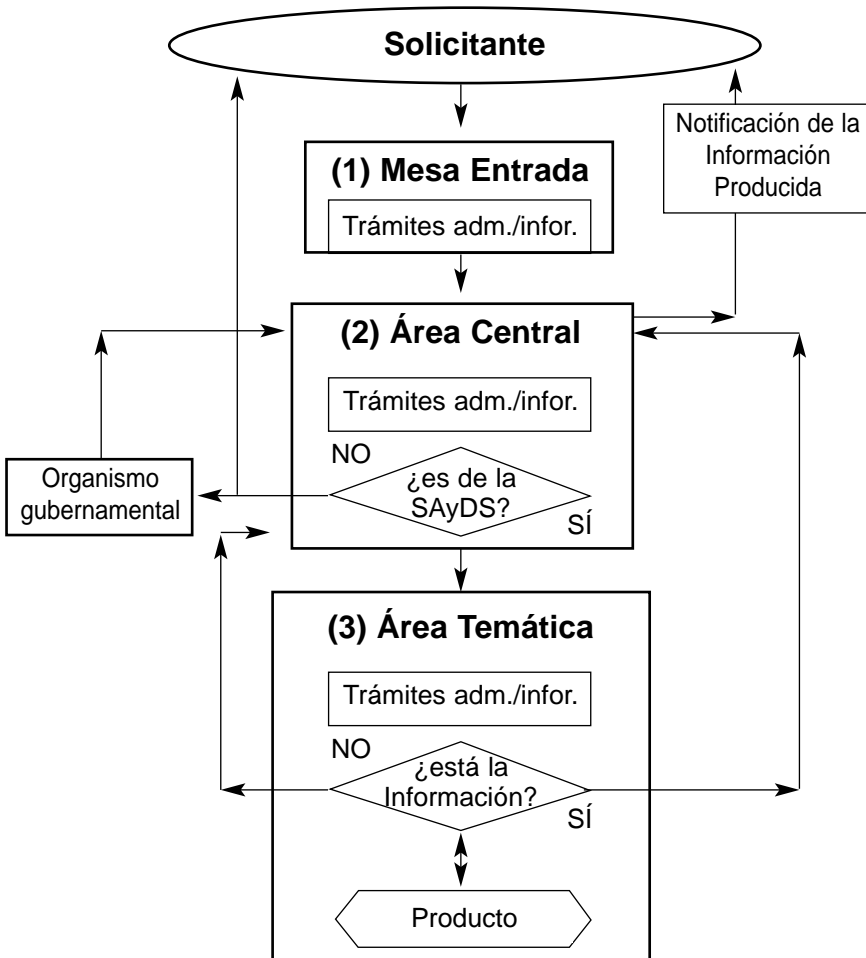 Solicitante
Notificación de la
Información
Producida
(1) Mesa Entrada
Trámites adm./infor.
(2) Área Central
Trámites adm./infor.
NO
¿es de la
SAyDS?
SÍ
Organismo
gubernamental
(3) Área Temática
Trámites adm./infor.
NO
¿está la
Información?
SÍ
Producto